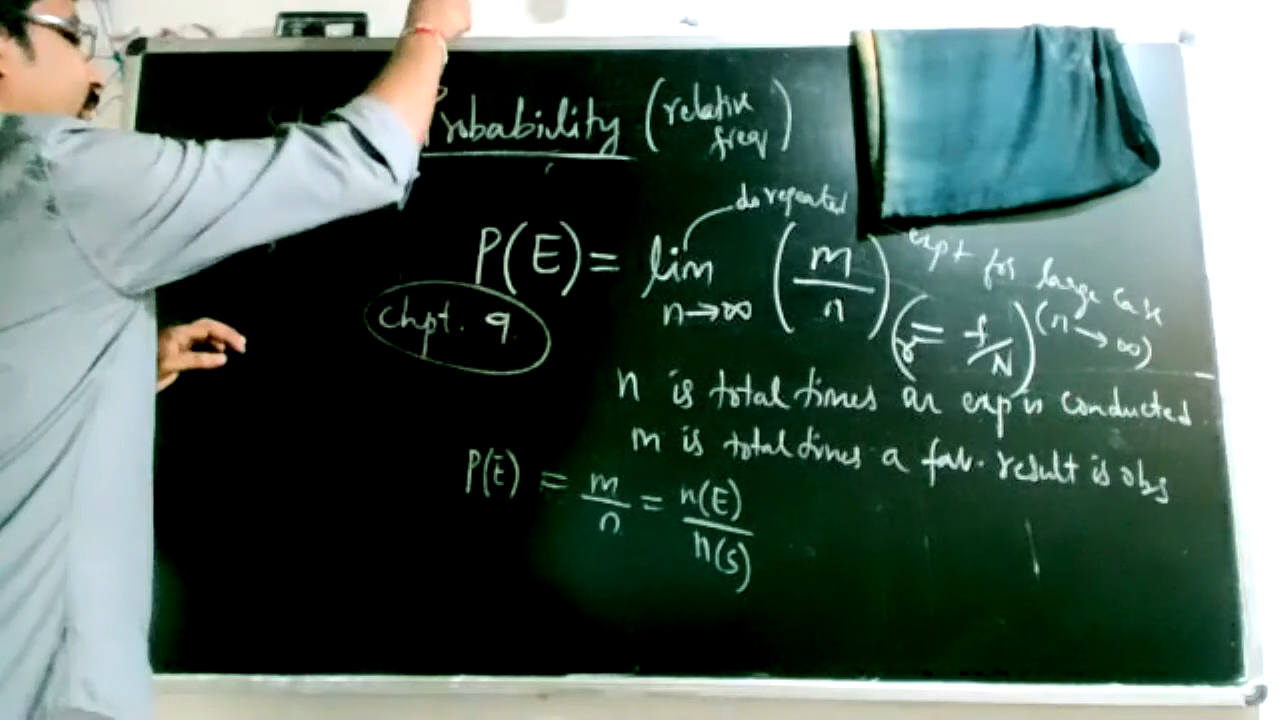 Probability (relative freq)
do repeated
P(E) = lim n→∞ (m/n)
expt for large case
(n→∞)
(r = f/N)
Chpt. 9
n is total times an exp is conducted
m is total times a fav. result is obs
P(E) = m/n = n(E)/n(S)